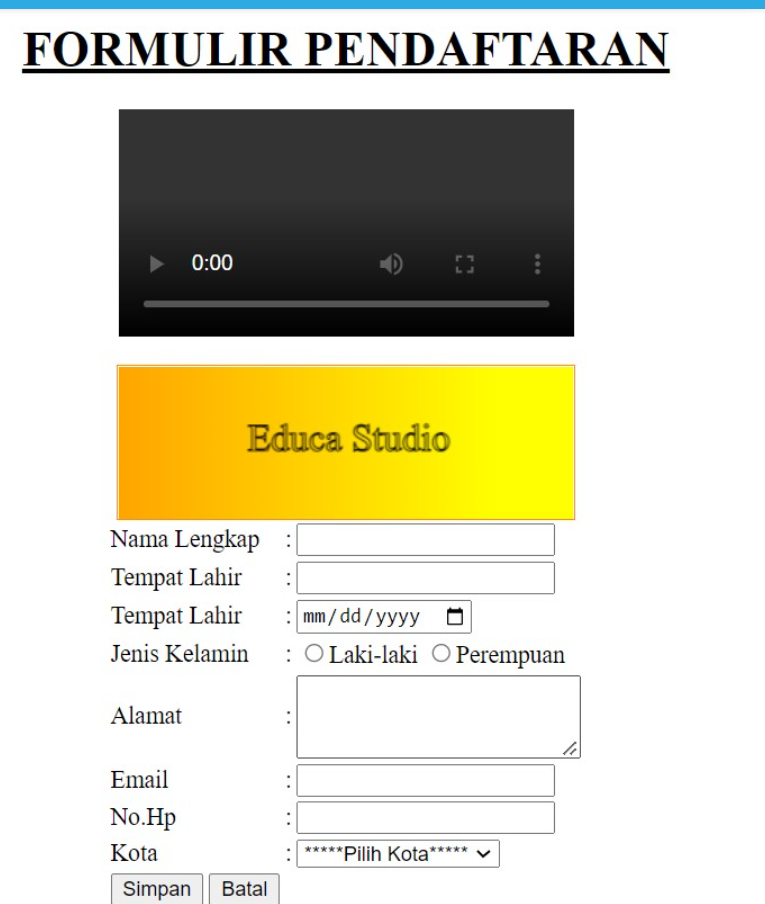 FORMULIR PENDAFTARAN
0:00
Educa Studio
Nama Lengkap :
Tempat Lahir :
Tempat Lahir : mm/dd/yyyy
Jenis Kelamin : Laki-laki Perempuan
Alamat :
Email :
No.Hp :
Kota : *****Pilih Kota*****
Simpan Batal